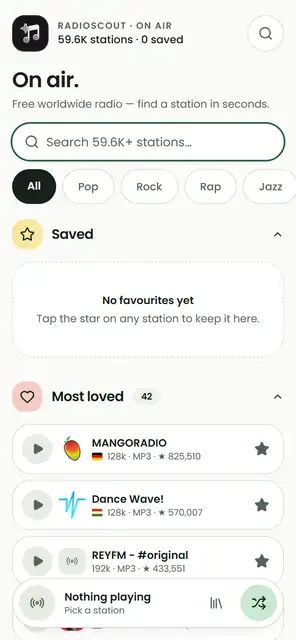 RADIOSCOUT · ON AIR
59.6K stations · 0 saved
On air.
Free worldwide radio — find a station in seconds.
Search 59.6K+ stations...
All Pop Rock Rap Jazz
Saved
No favourites yet
Tap the star on any station to keep it here.
Most loved 42
MANGORADIO
128k · MP3 · ★ 825,510
Dance Wave!
128k · MP3 · ★ 570,007
REYFM - #original
192k · MP3 · ★ 433,551
Nothing playing
Pick a station